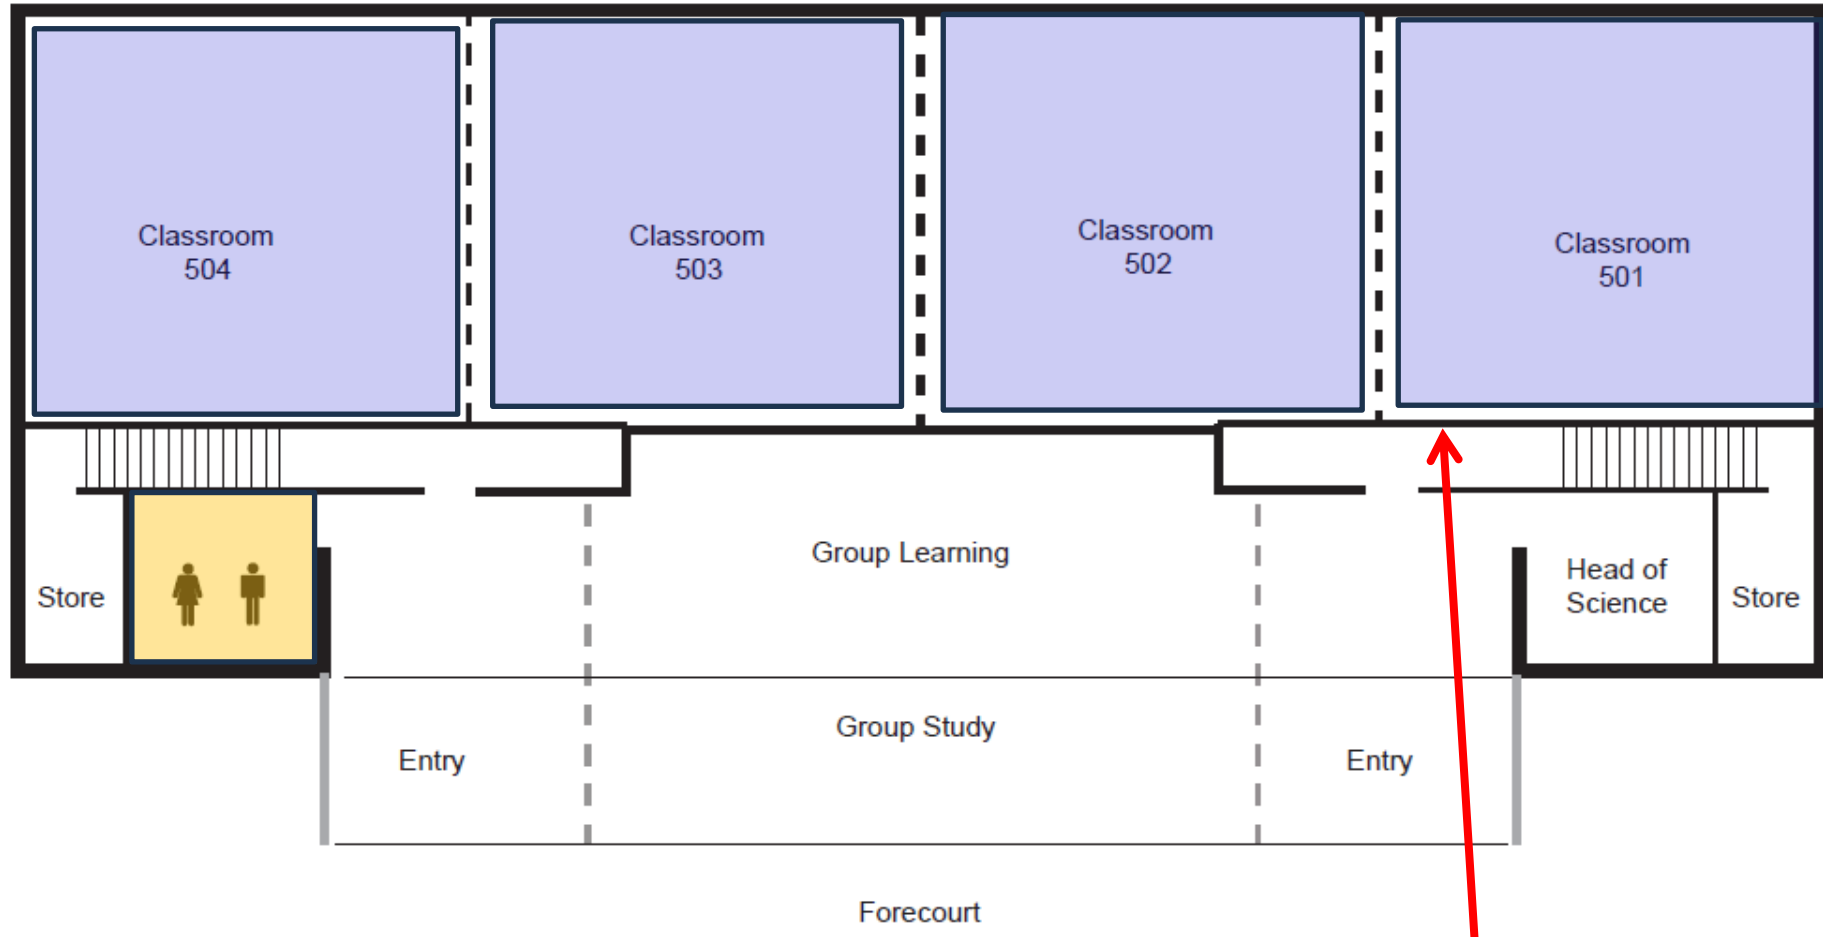 Classroom
504
Classroom
503
Classroom
502
Classroom
501
Group Learning
Head of
Science
Store
Store
Group Study
Entry
Entry
Forecourt